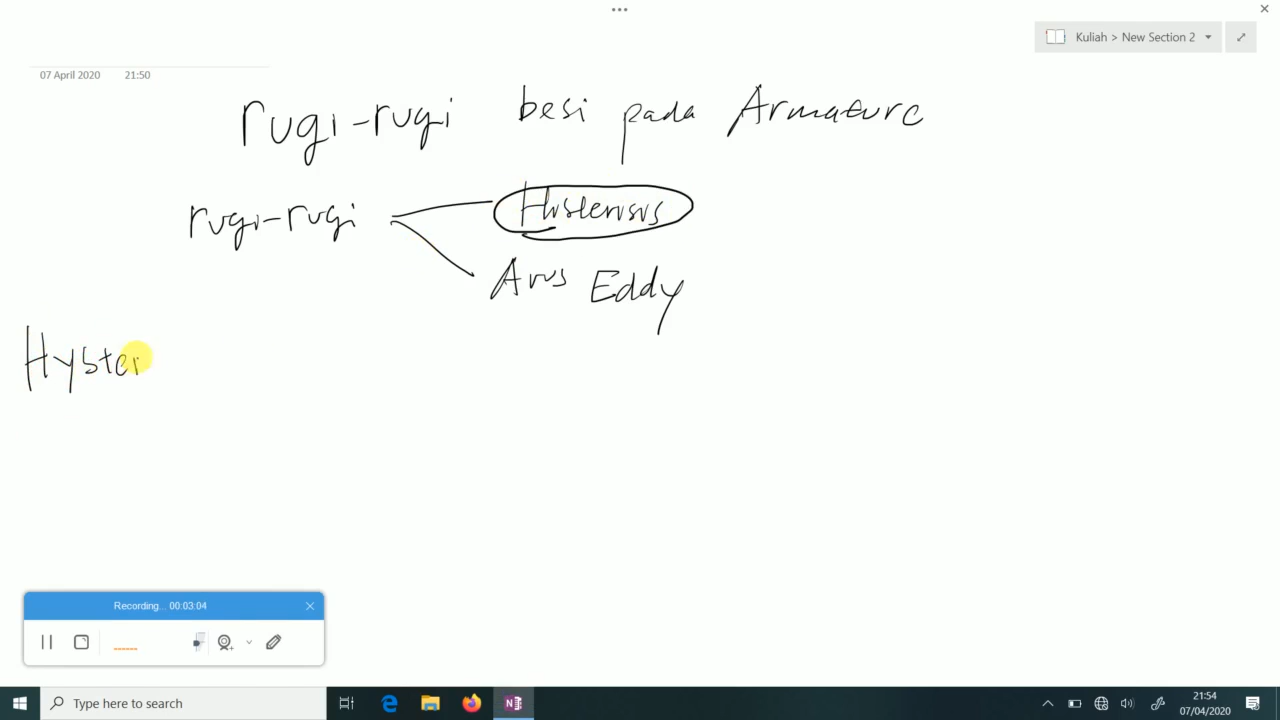 Kuliah > New Section 2
07 April 2020 21:50
rugi-rugi besi pada Armature
rugi-rugi
Histerisis
Arus Eddy
Hyster
Recording... 00:03:04
Type here to search
21:54
07/04/2020